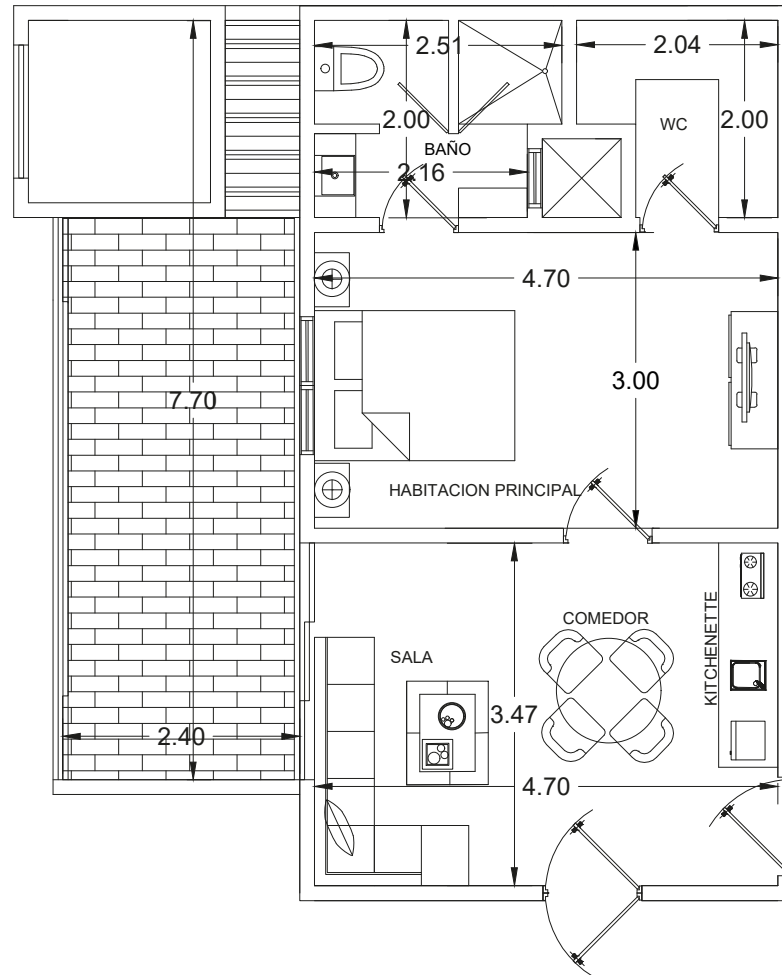 2.51
2.04
2.00
WC
2.00
BAÑO
2.16
4.70
3.00
7.70
HABITACION PRINCIPAL
COMEDOR
KITCHENETTE
SALA
3.47
2.40
4.70